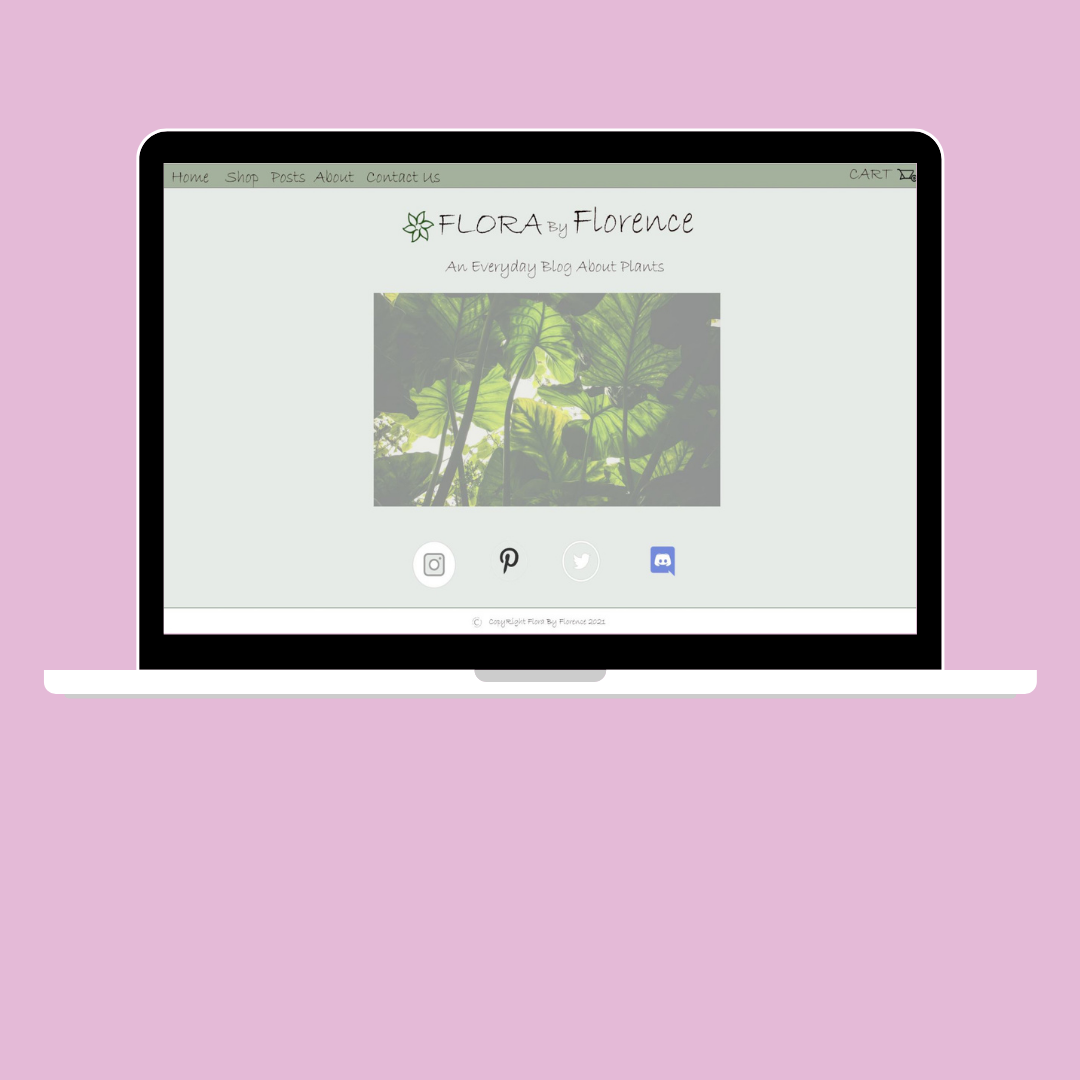 Home Shop Posts About Contact Us CART
FLORA By Florence
An Everyday Blog About Plants
© CopyRight Flora By Florence 2021